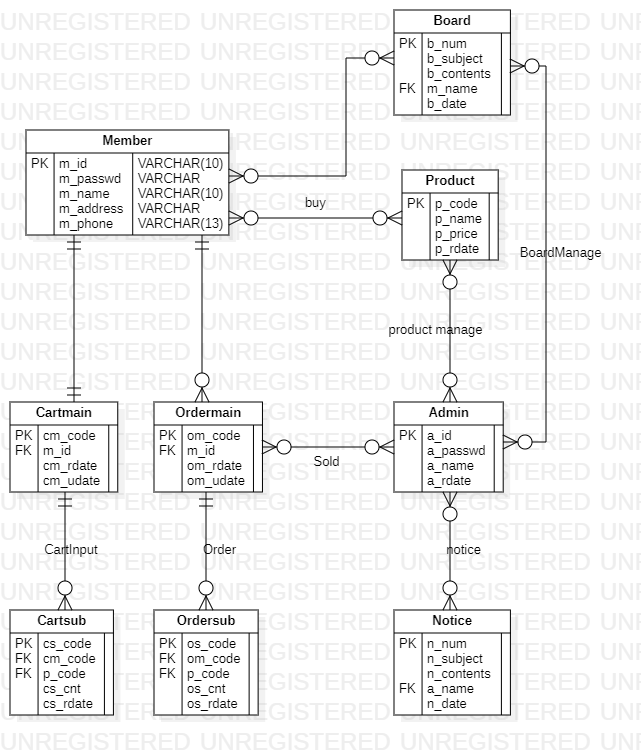 Board
PK b_num
b_subject
b_contents
FK m_name
b_date
Member
PK m_id VARCHAR(10)
m_passwd VARCHAR
m_name VARCHAR(10)
m_address VARCHAR
m_phone VARCHAR(13)
buy
Product
PK p_code
p_name
p_price
p_rdate
BoardManage
product manage
Cartmain
PK cm_code
FK m_id
cm_rdate
cm_udate
Ordermain
PK om_code
FK m_id
om_rdate
om_udate
Sold
Admin
PK a_id
a_passwd
a_name
a_rdate
CartInput
Order
notice
Cartsub
PK cs_code
FK cm_code
FK p_code
cs_cnt
cs_rdate
Ordersub
PK os_code
FK om_code
FK p_code
os_cnt
os_rdate
Notice
PK n_num
n_subject
n_contents
FK a_name
n_date
UNREGISTERED